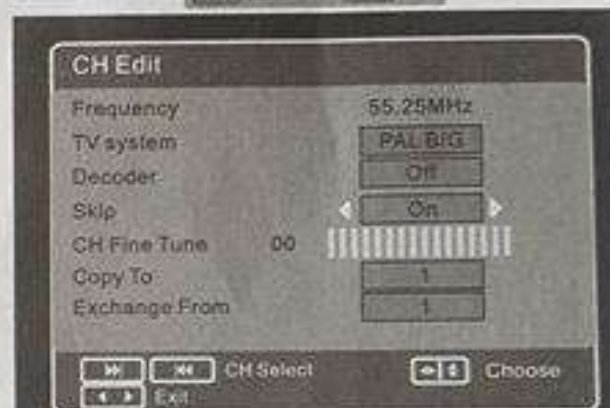 CH Edit
Frequency 55.25MHz
TV system PAL B/G
Decoder Off
Skip On
CH Fine Tune 00
Copy To 1
Exchange From 1
CH Select Choose
Exit